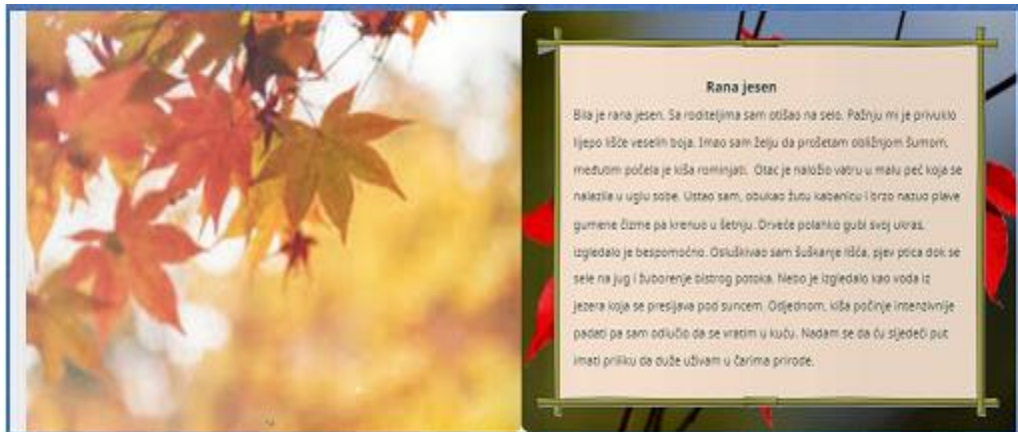 Rana jesen
Bila je rana jesen. Sa roditeljima sam otišao na selo. Pažnju mi je privuklo
lijepo lišće veselih boja. Imao sam želju da prošetam obližnjom šumom,
međutim počela je kiša rominjati. Otac je naložio vatru u malu peć koja se
nalazila u uglu sobe. Ustao sam, obukao žutu kabanicu i brzo nazuo plave
gumene čizme pa krenuo u šetnju. Drveće polahko gubi svoj ukras,
izgledalo je bespomoćno. Osluškivao sam šuškanje lišća, pjev ptica dok se
sele na jug i žuborenje bistrog potoka. Nebo je izgledalo kao voda iz
jezera koja se presijava pod suncem. Odjednom, kiša počinje intenzivnije
padati pa sam odlučio da se vratim u kuću. Nadam se da ću sljedeći put
imati priliku da duže uživam u čarima prirode.